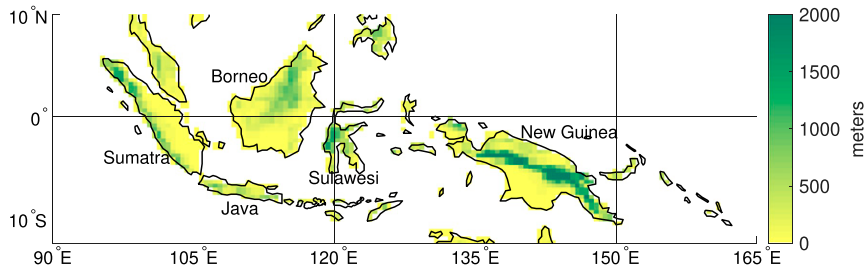 10°N
0°
10°S
90°E
105°E
120°E
135°E
150°E
165°E
Borneo
Sumatra
Java
Sulawesi
New Guinea
2000
1500
1000
500
0
meters